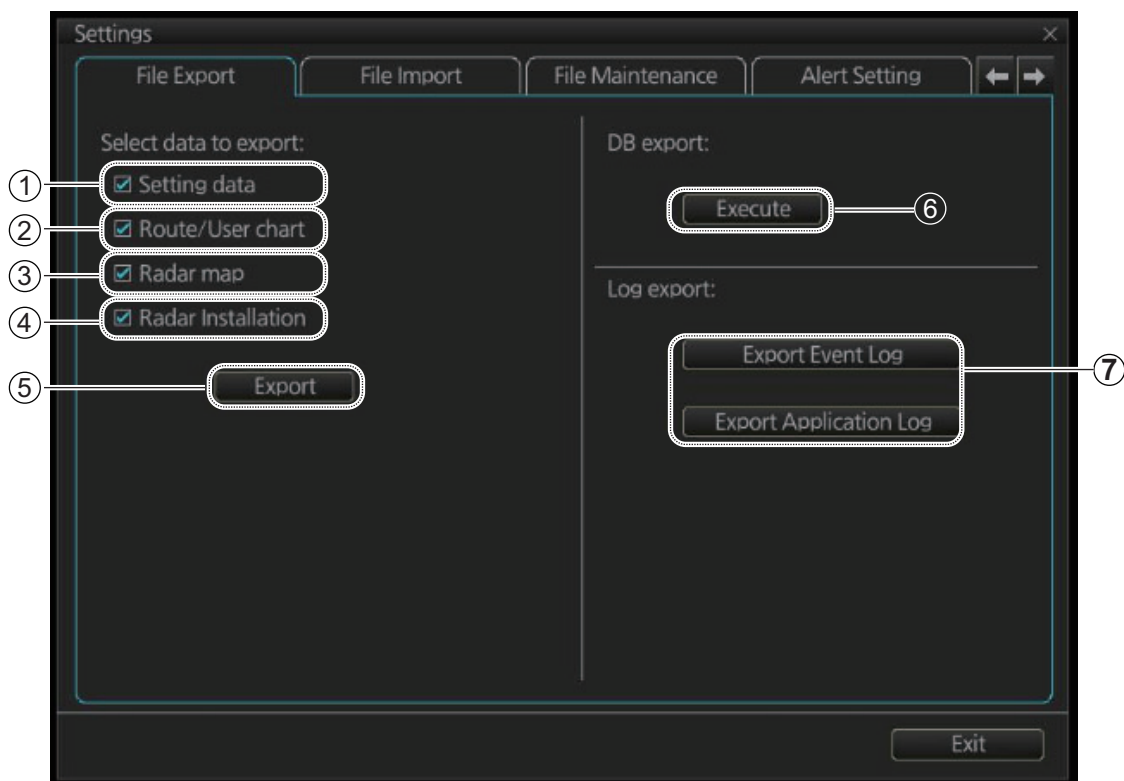 Settings
File Export
File Import
File Maintenance
Alert Setting
Select data to export:
① Setting data
② Route/User chart
③ Radar map
④ Radar Installation
⑤ Export
DB export:
Execute ⑥
Log export:
Export Event Log
⑦
Export Application Log
Exit